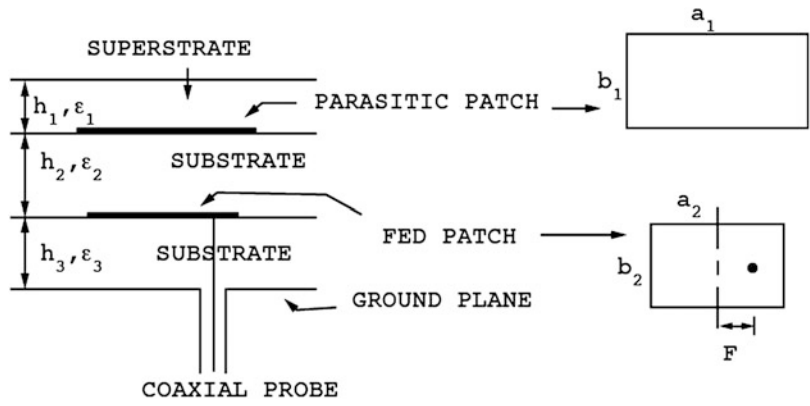 SUPERSTRATE
a₁
h₁,ε₁
PARASITIC PATCH
b₁
SUBSTRATE
h₂,ε₂
a₂
FED PATCH
SUBSTRATE
h₃,ε₃
b₂
GROUND PLANE
F
COAXIAL PROBE